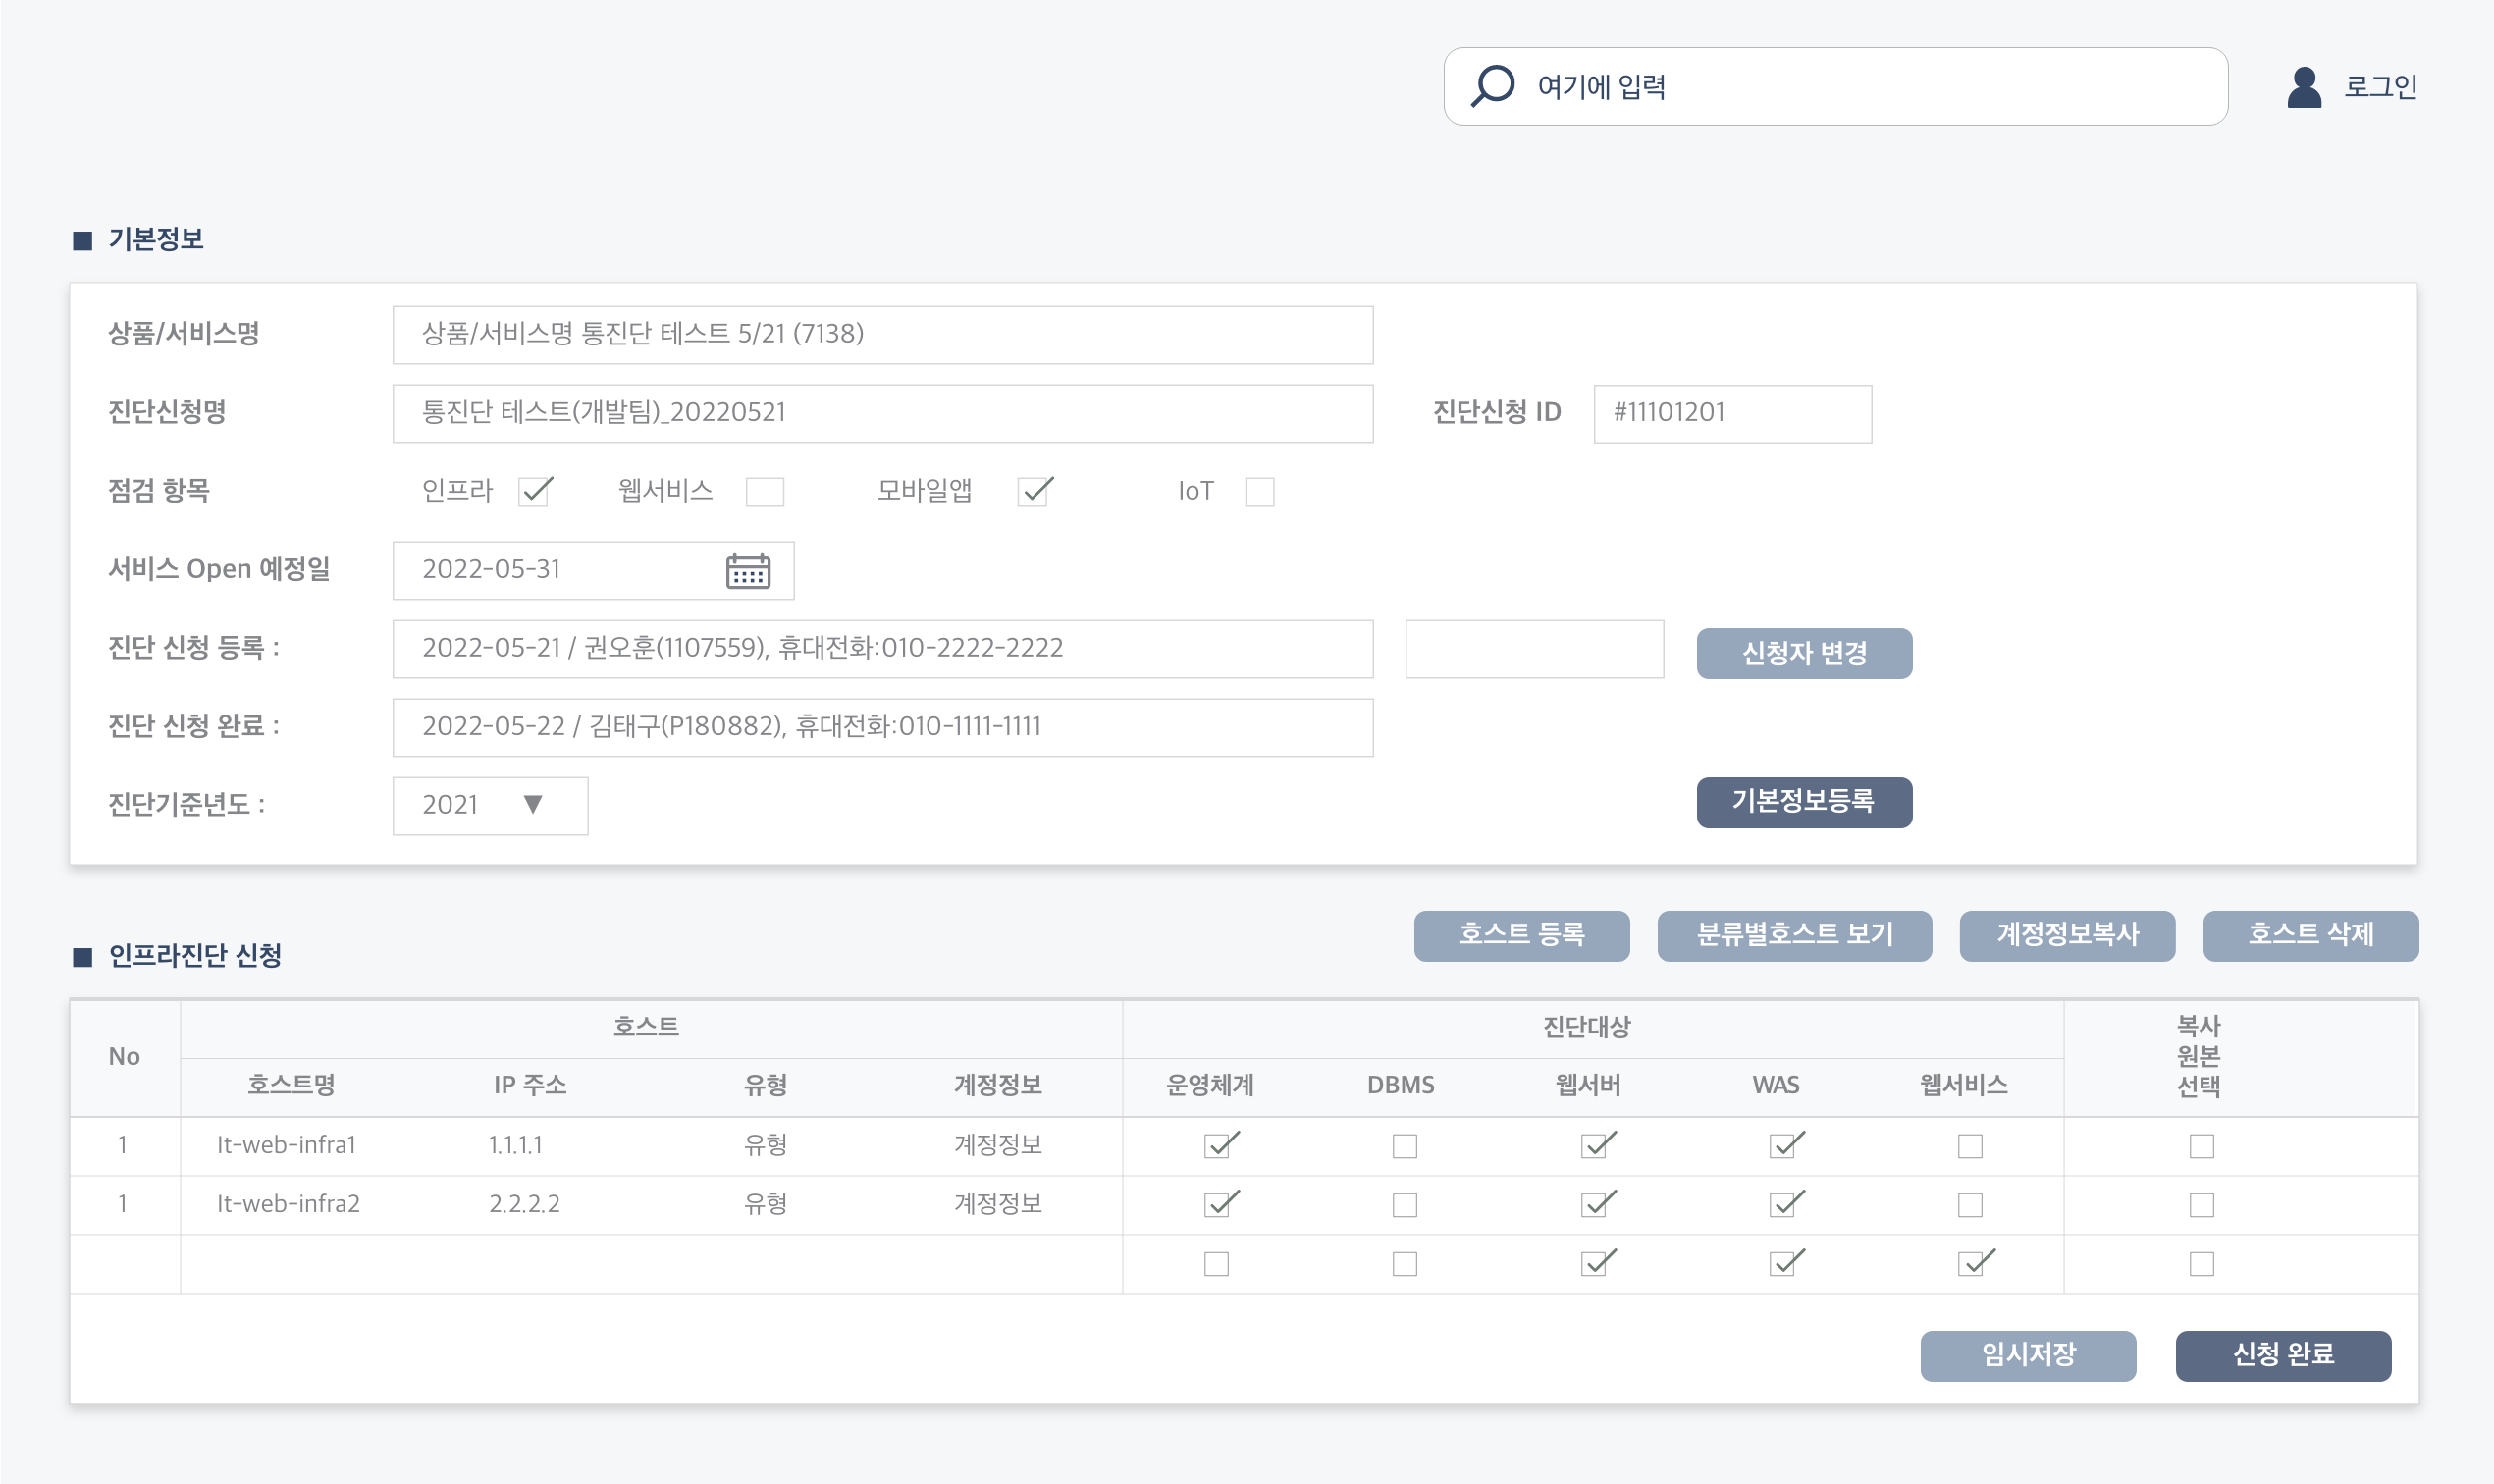 여기에 입력
로그인
기본정보
상품/서비스명 상품/서비스명 통진단 테스트 5/21 (7138)
진단신청명 통진단 테스트(개발팀)_20220521 진단신청 ID #11101201
점검 항목 인프라 웹서비스 모바일앱 IoT
서비스 Open 예정일 2022-05-31
진단 신청 등록 : 2022-05-21 / 권오훈(1107559), 휴대전화:010-2222-2222 신청자 변경
진단 신청 완료 : 2022-05-22 / 김태구(P180882), 휴대전화:010-1111-1111
진단기준년도 : 2021 ▼ 기본정보등록
호스트 등록 분류별호스트 보기 계정정보복사 호스트 삭제
인프라진단 신청
No 호스트 진단대상 복사
원본
선택
호스트명 IP 주소 유형 계정정보 운영체계 DBMS 웹서버 WAS 웹서비스
1 It-web-infra1 1.1.1.1 유형 계정정보
1 It-web-infra2 2.2.2.2 유형 계정정보
임시저장 신청 완료